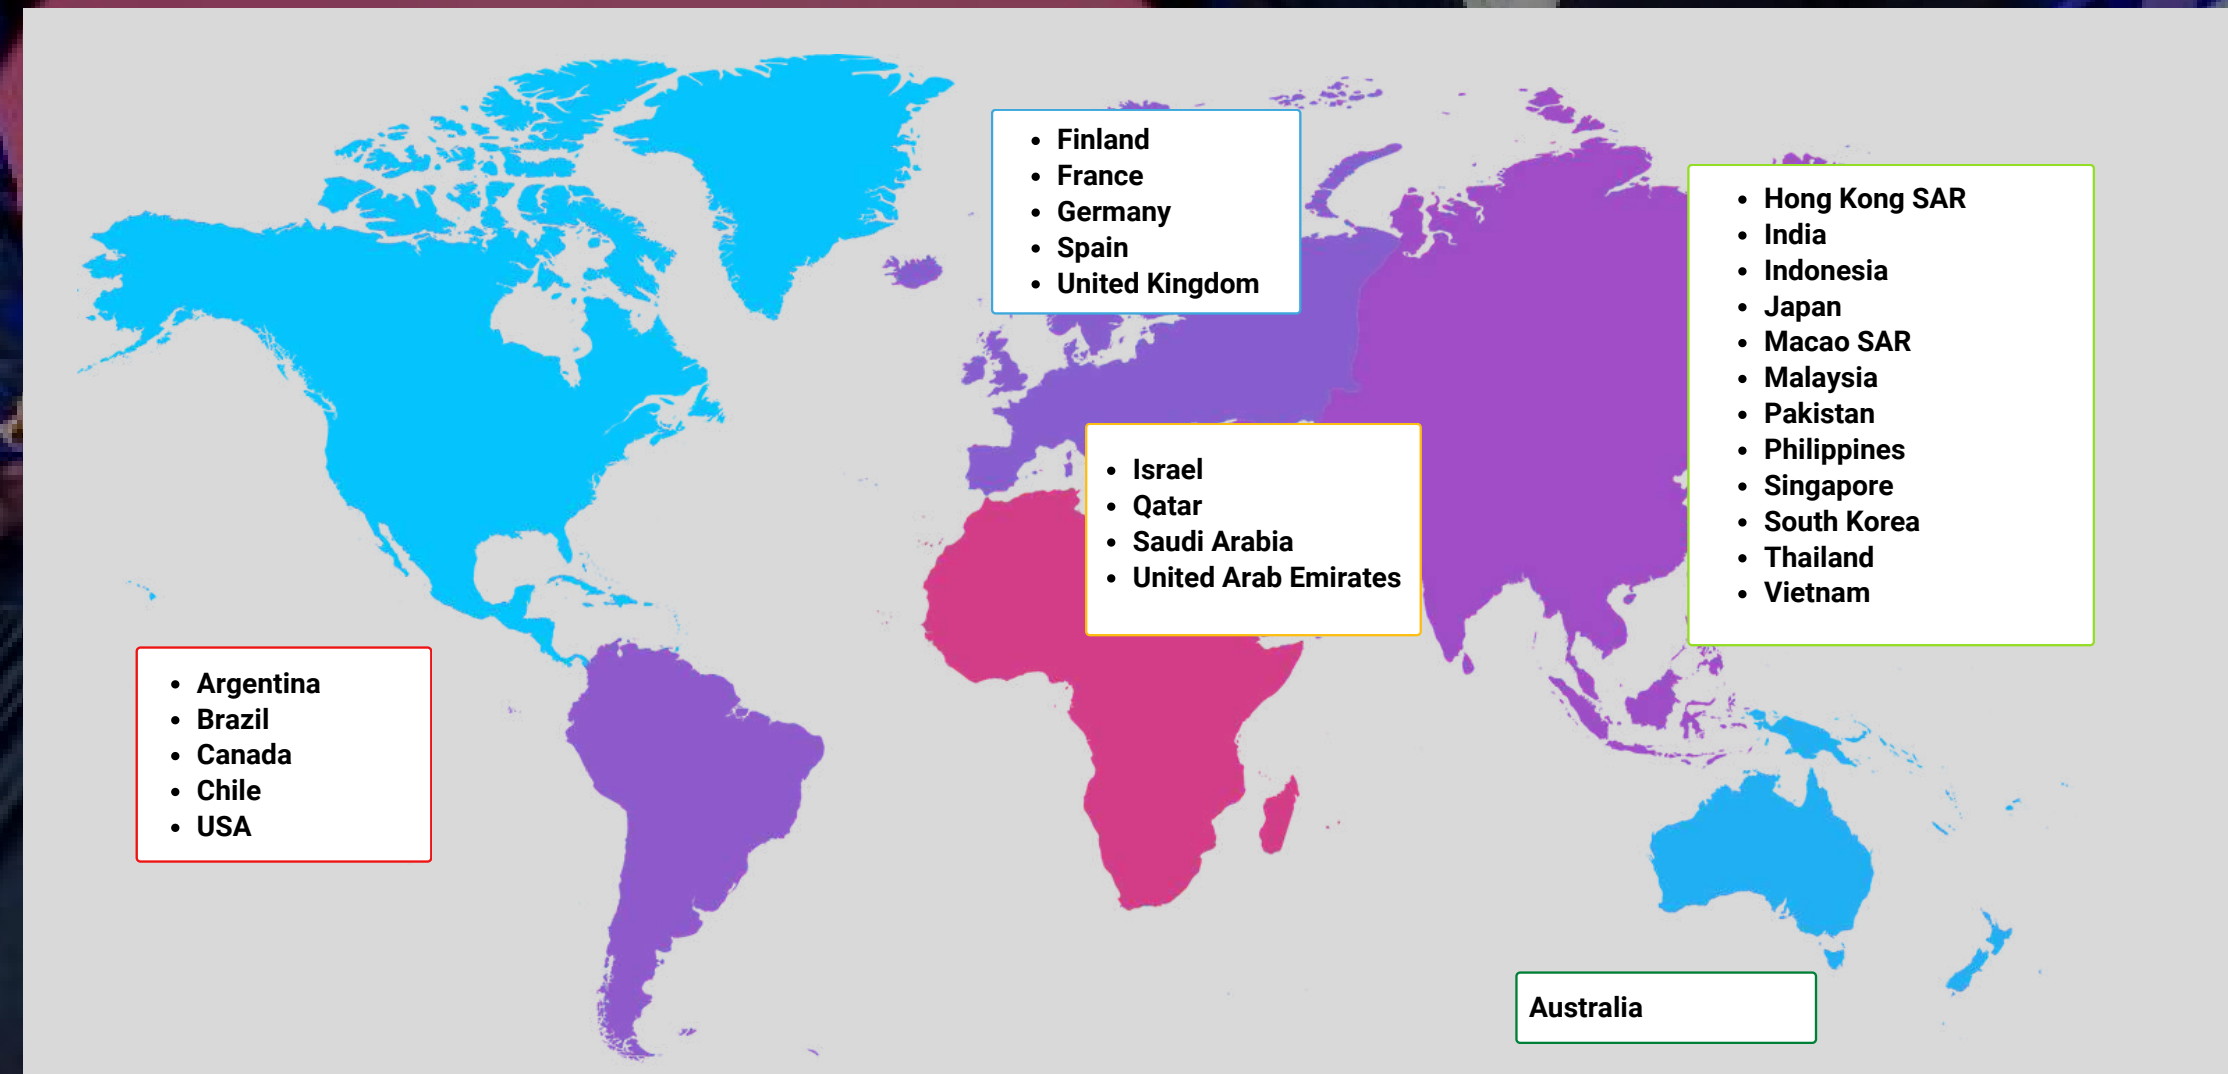 Finland
France
Germany
Spain
United Kingdom
Hong Kong SAR
India
Indonesia
Japan
Macao SAR
Malaysia
Pakistan
Philippines
Singapore
South Korea
Thailand
Vietnam
Israel
Qatar
Saudi Arabia
United Arab Emirates
Argentina
Brazil
Canada
Chile
USA
Australia